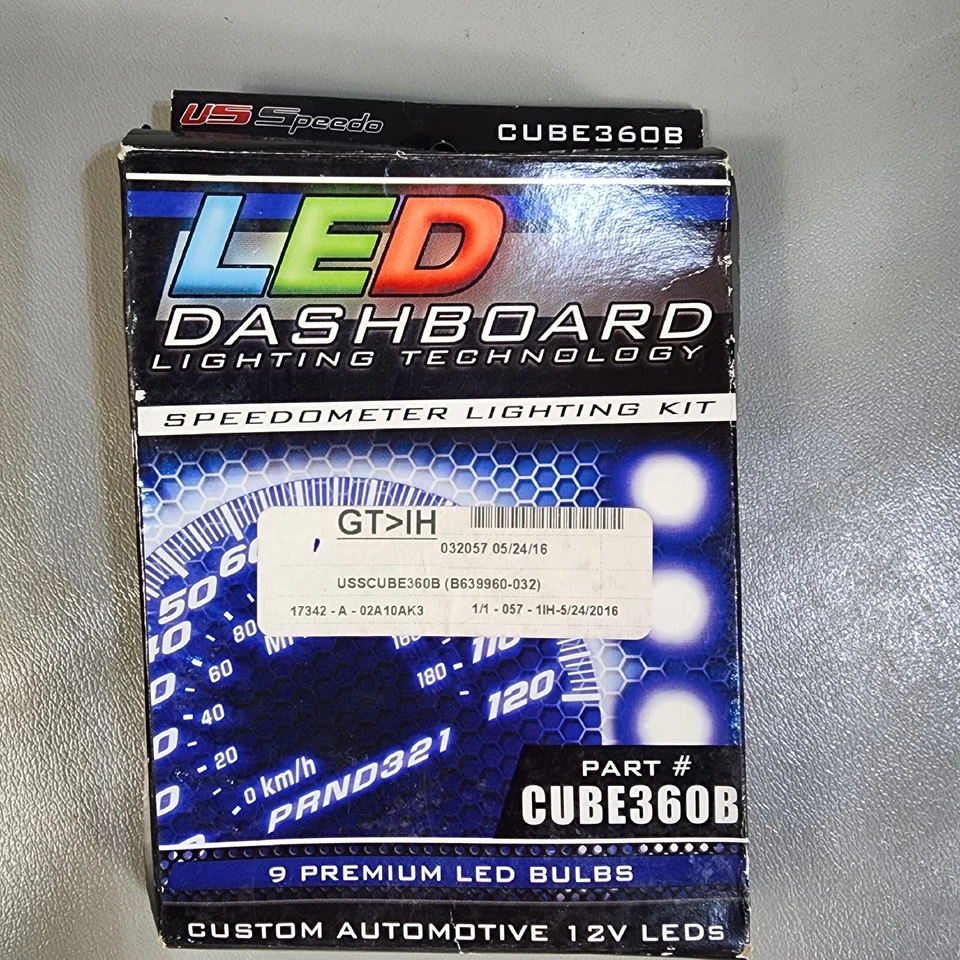 US Speedo CUBE360B
LED
DASHBOARD
LIGHTING TECHNOLOGY
SPEEDOMETER LIGHTING KIT
GT>IH
032057 05/24/16
USSCUBE360B (B639960-032)
17342 - A - 02A10AK3 1/1 - 057 - 1IH-5/24/2016
60
50
40
80
60
40
20
0 km/h
180
110
120
PRND321
PART #
CUBE360B
9 PREMIUM LED BULBS
CUSTOM AUTOMOTIVE 12V LEDs